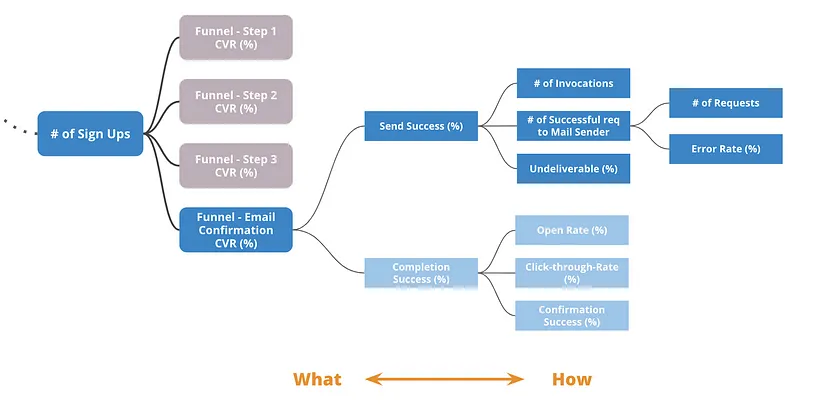 # of Sign Ups
Funnel - Step 1
CVR (%)
Funnel - Step 2
CVR (%)
Funnel - Step 3
CVR (%)
Funnel - Email
Confirmation
CVR (%)
Send Success (%)
# of Invocations
# of Successful req
to Mail Sender
Undeliverable (%)
# of Requests
Error Rate (%)
Completion
Success (%)
Open Rate (%)
Click-through-Rate
(%)
Confirmation
Success (%)
What
How